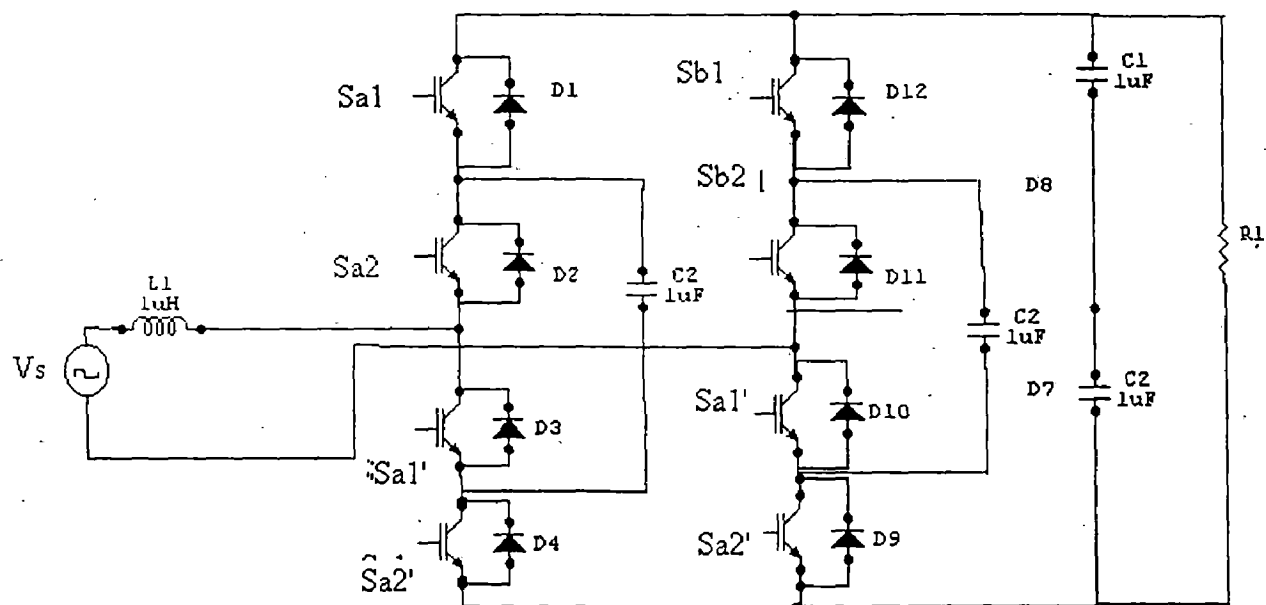 Sa1
D1
Sb1
D12
C1
1uF
Sb2
D8
Sa2
D2
C2
1uF
D11
R1
L1
1uH
C2
1uF
Vs
D7
C2
1uF
Sa1'
D10
D3
Sa1'
D4
Sa2'
Sa2'
D9